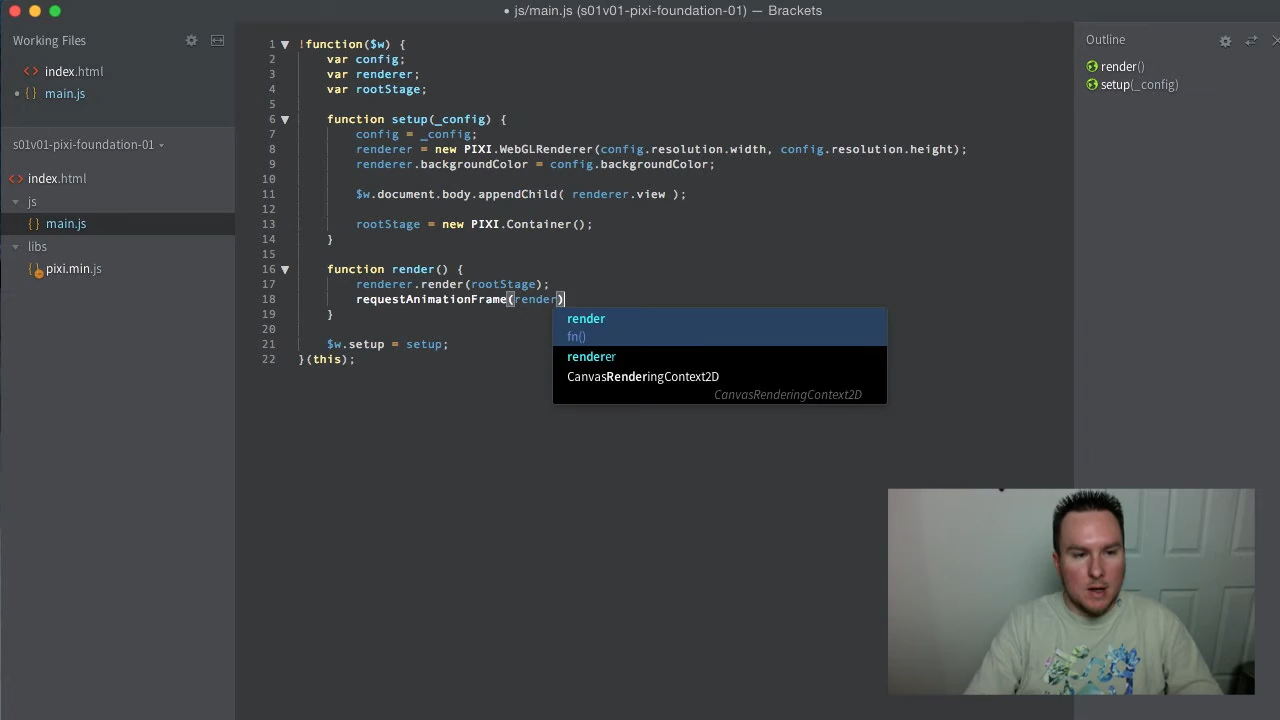 js/main.js (s01v01-pixi-foundation-01) — Brackets
Working Files
index.html
main.js
s01v01-pixi-foundation-01
index.html
js
main.js
libs
pixi.min.js
1 !function($w) {
2 var config;
3 var renderer;
4 var rootStage;
5
6 function setup(_config) {
7 config = _config;
8 renderer = new PIXI.WebGLRenderer(config.resolution.width, config.resolution.height);
9 renderer.backgroundColor = config.backgroundColor;
10
11 $w.document.body.appendChild( renderer.view );
12
13 rootStage = new PIXI.Container();
14 }
15
16 function render() {
17 renderer.render(rootStage);
18 requestAnimationFrame(render)
19 }
20
21 $w.setup = setup;
22 }(this);
render
fn()
renderer
CanvasRenderingContext2D
CanvasRenderingContext2D
Outline
render()
setup(_config)